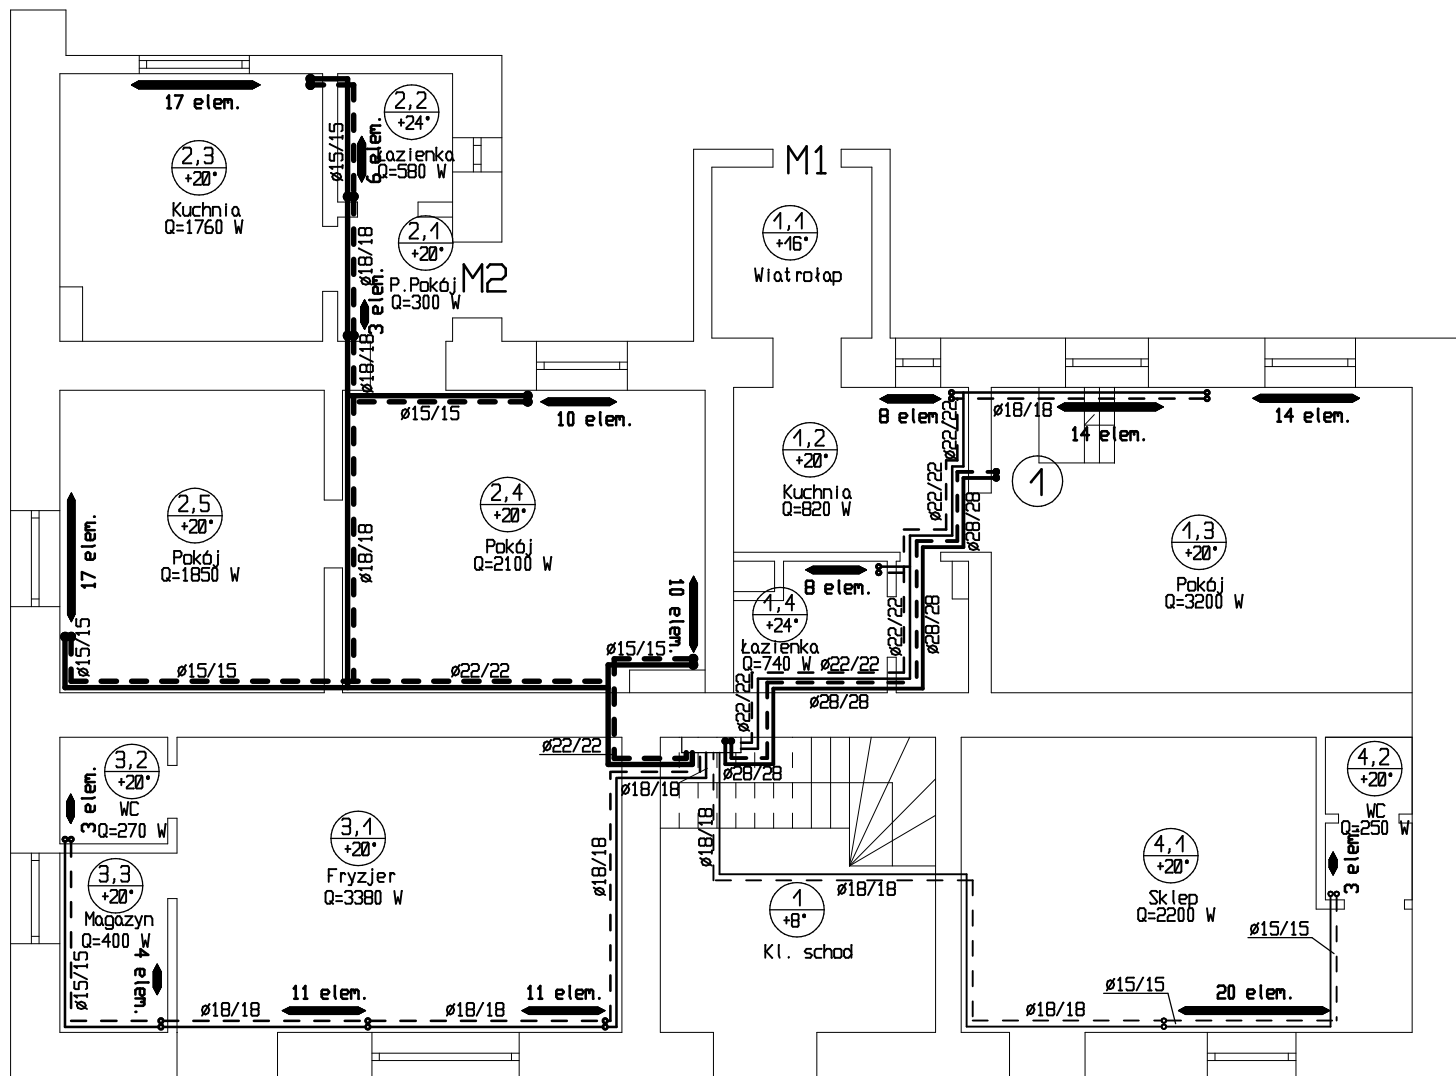 17 elem.
2,3
+20°
Kuchnia
Q=1760 W
ø15/15
6 elem.
2,2
+24°
Łazienka
Q=580 W
2,1
+20°
P.Pokój
Q=300 W
M2
ø18/18
3 elem.
ø18/18
M1
1,1
+16°
Wiatrołap
ø15/15
10 elem.
2,5
+20°
Pokój
Q=1850 W
17 elem.
ø15/15
ø15/15
ø18/18
2,4
+20°
Pokój
Q=2100 W
10 elem.
ø15/15
ø22/22
ø22/22
8 elem.
1,2
+20°
Kuchnia
Q=820 W
ø22/22
ø22/22
ø28/28
ø18/18
14 elem.
14 elem.
1
1,3
+20°
Pokój
Q=3200 W
8 elem.
1,4
+24°
Łazienka
Q=740 W
ø22/22
ø28/28
ø22/22
ø28/28
ø22/22
ø28/28
ø18/18
3,2
+20°
WC
Q=270 W
3 elem.
3,3
+20°
Magazyn
Q=400 W
4 elem.
ø15/15
3,1
+20°
Fryzjer
Q=3380 W
ø18/18
11 elem.
ø18/18
11 elem.
ø18/18
ø18/18
ø18/18
1
+8°
Kl. schod
4,1
+20°
Sklep
Q=2200 W
4,2
+20°
WC
Q=250 W
3 elem.
ø15/15
ø15/15
20 elem.
ø18/18